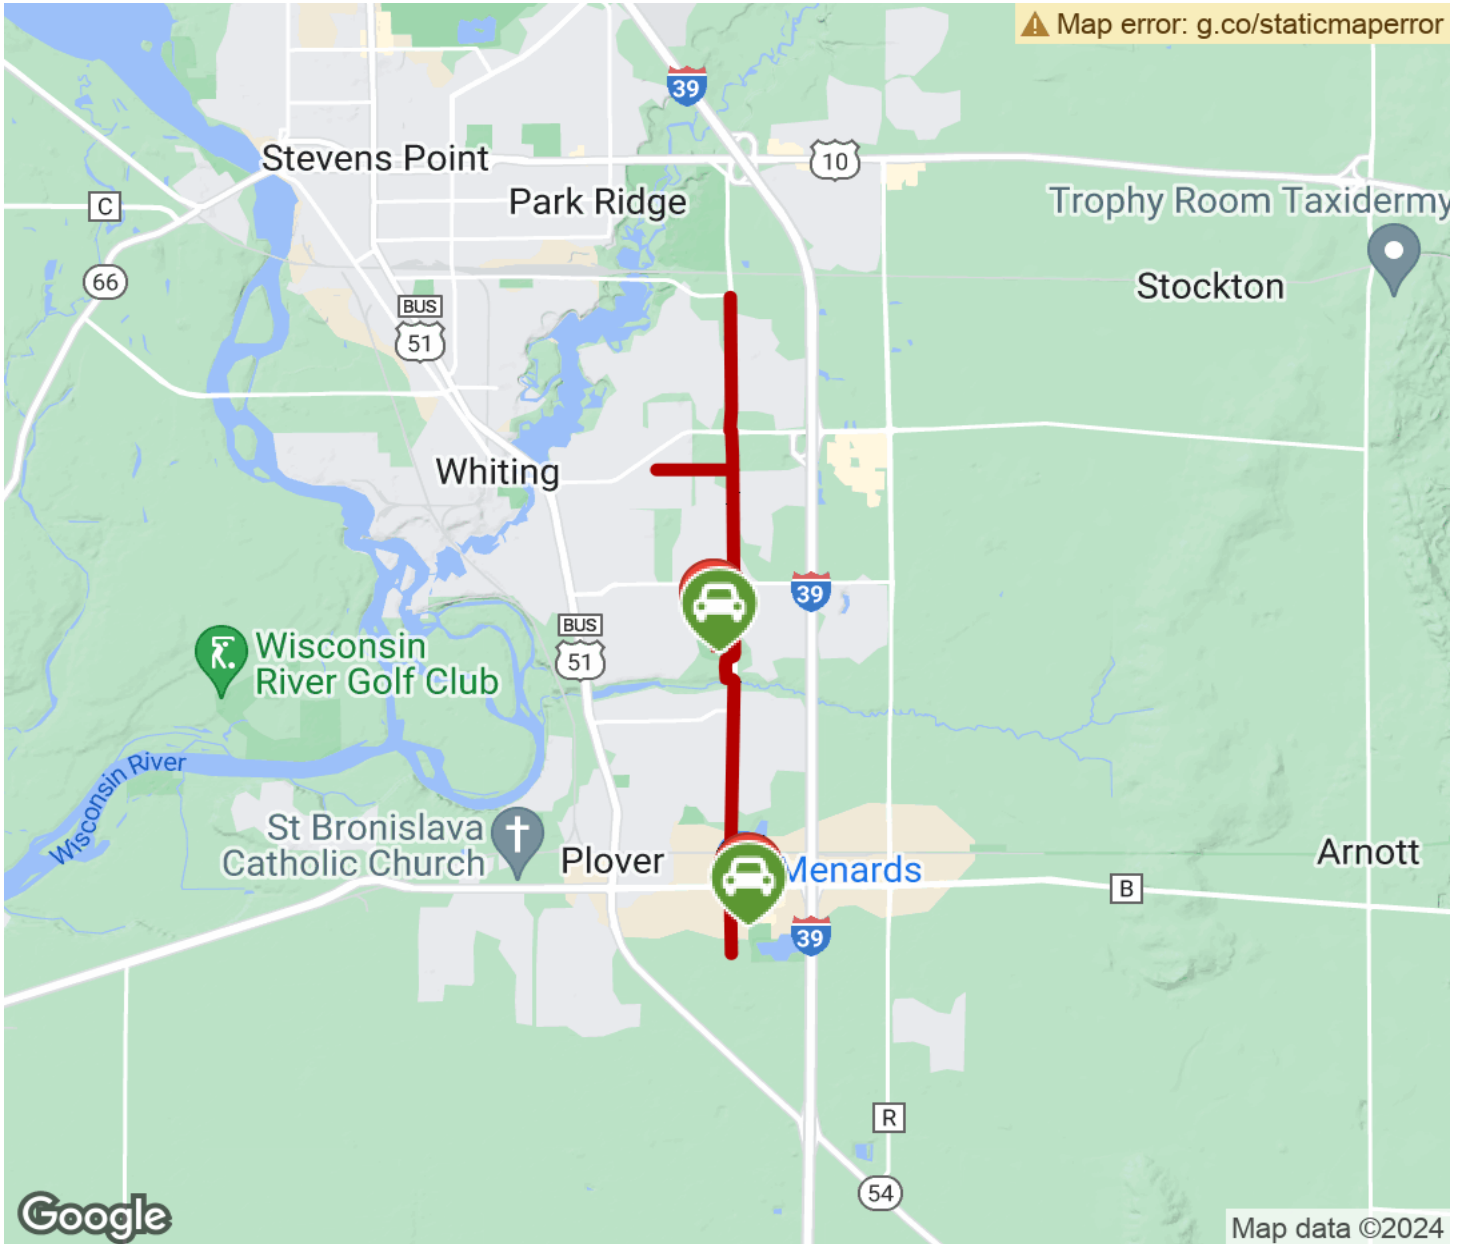 Map error: g.co/staticmaperror
39
10
Stevens Point
Park Ridge
C
Trophy Room Taxidermy
66
Stockton
BUS
51
Whiting
39
BUS
51
Wisconsin
River Golf Club
Wisconsin River
St Bronislava
Catholic Church
Plover
Menards
Arnott
B
39
R
54
Google
Map data ©2024